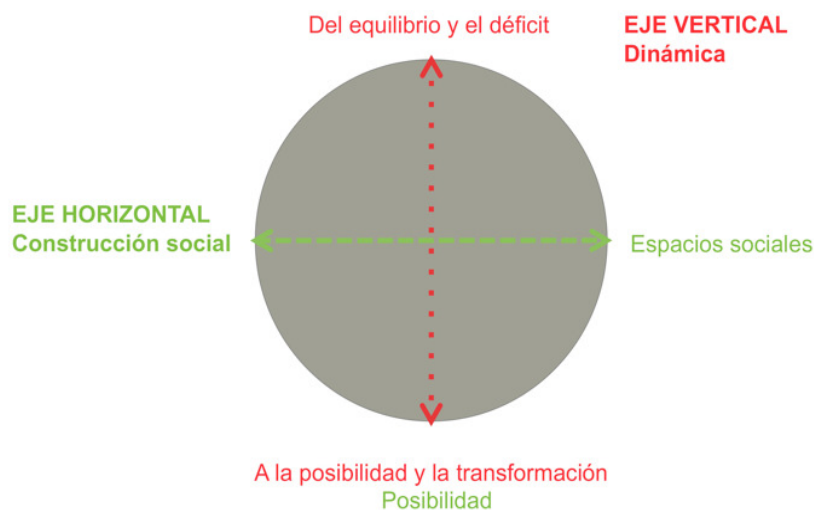 Del equilibrio y el déficit
EJE VERTICAL
Dinámica
EJE HORIZONTAL
Construcción social
Espacios sociales
A la posibilidad y la transformación
Posibilidad